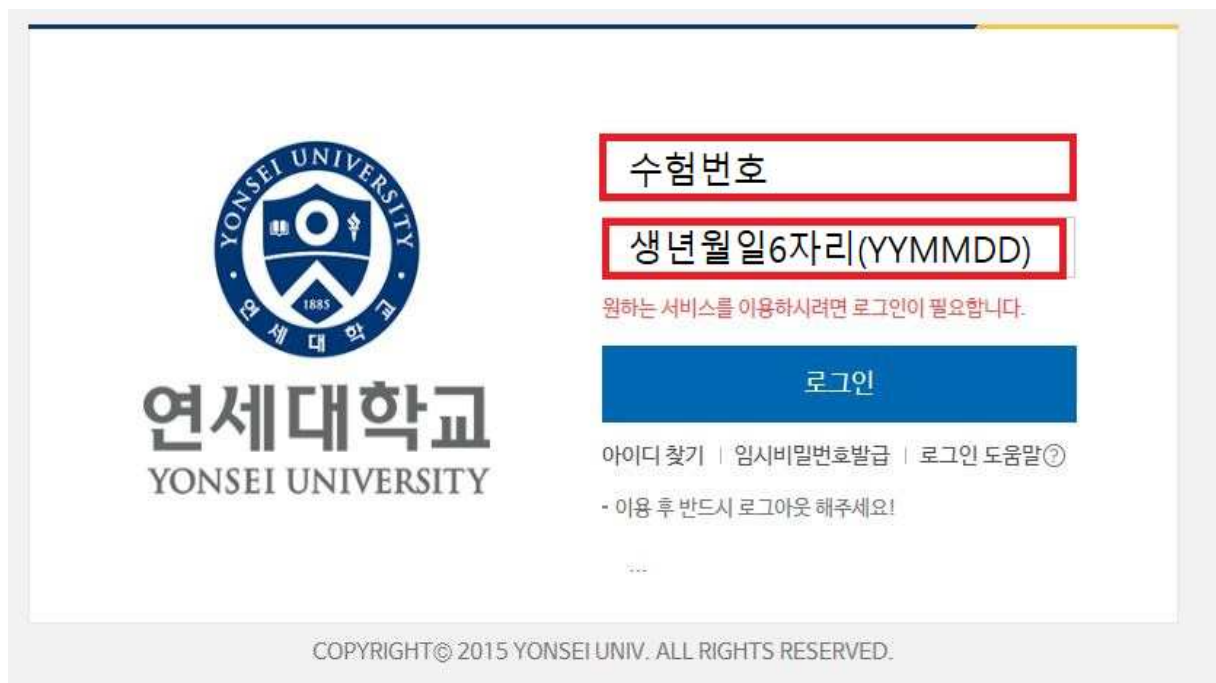 YONSEI UNIVERSITY
1885
연세대학교
연세대학교
YONSEI UNIVERSITY
수험번호
생년월일6자리(YYMMDD)
원하는 서비스를 이용하시려면 로그인이 필요합니다.
로그인
아이디 찾기 | 임시비밀번호발급 | 로그인 도움말?
- 이용 후 반드시 로그아웃 해주세요!
...
COPYRIGHT© 2015 YONSEI UNIV. ALL RIGHTS RESERVED.